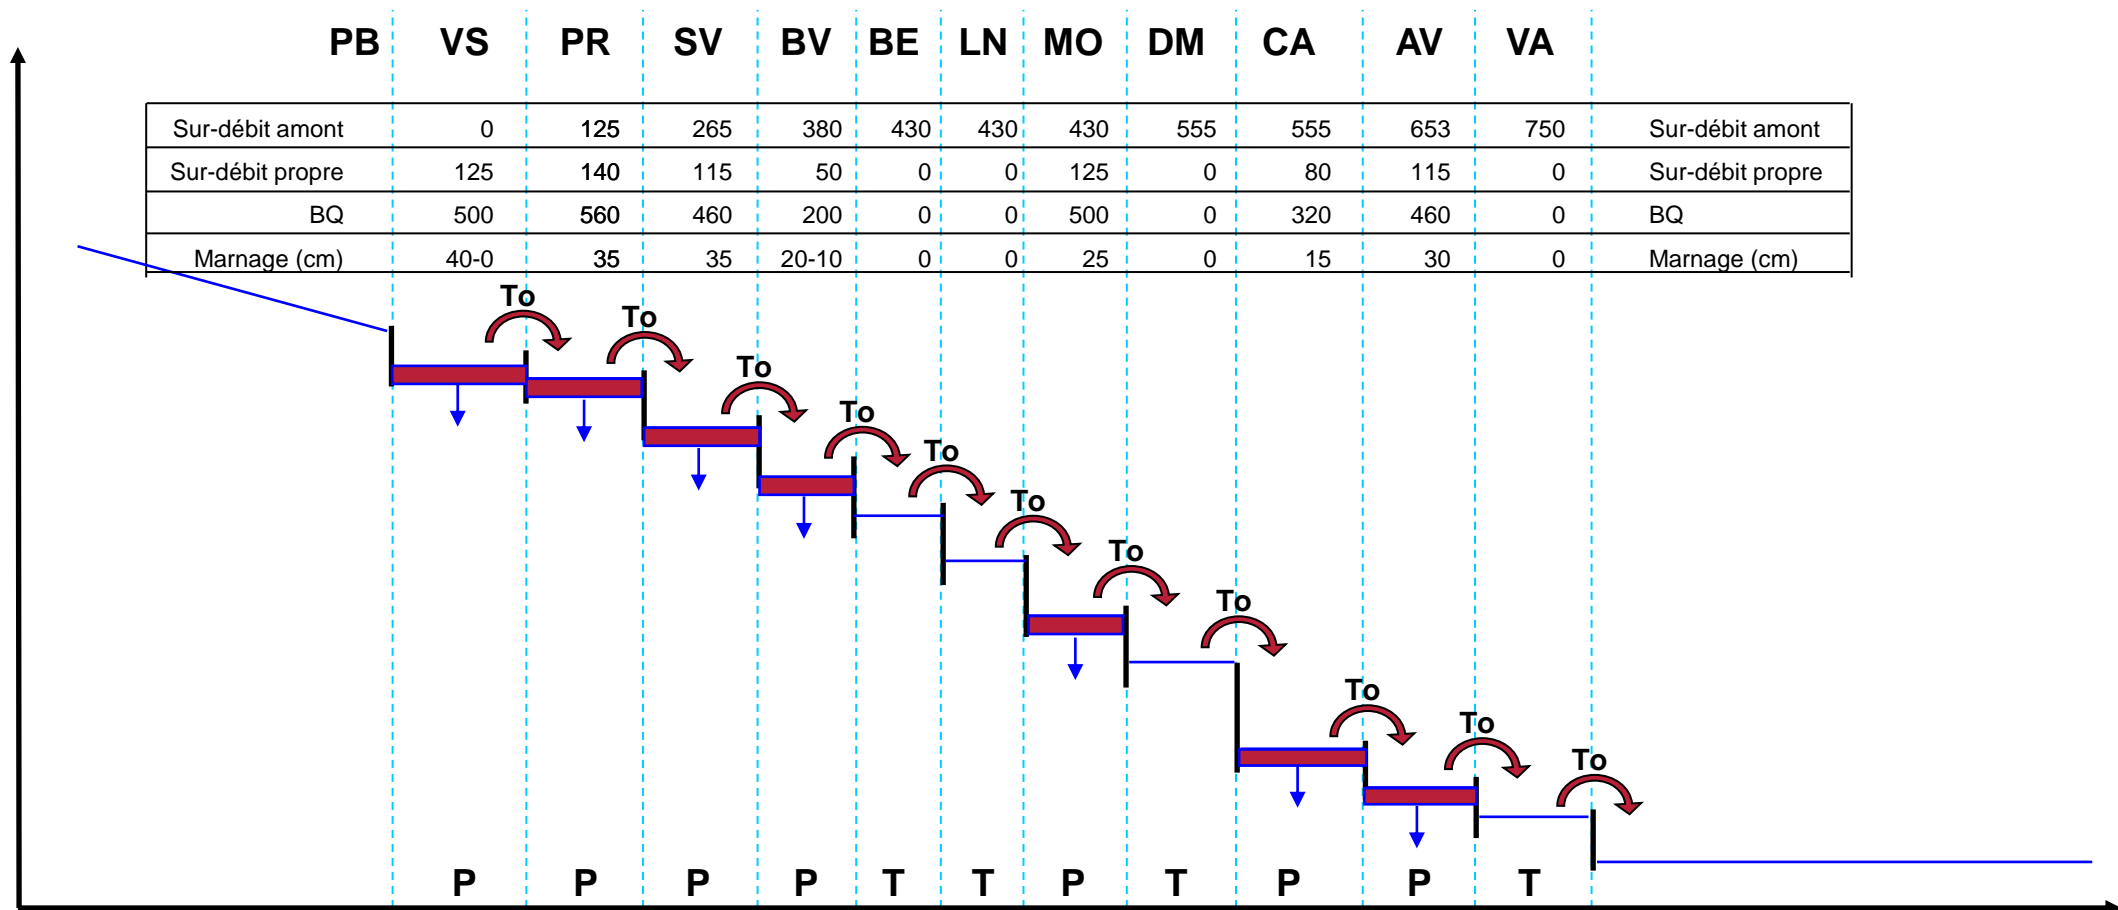 PB VS PR SV BV BE LN MO DM CA AV VA
Sur-débit amont 0 125 265 380 430 430 430 555 555 653 750 Sur-débit amont
Sur-débit propre 125 140 115 50 0 0 125 0 80 115 0 Sur-débit propre
BQ 500 560 460 200 0 0 500 0 320 460 0 BQ
Marnage (cm) 40-0 35 35 20-10 0 0 25 0 15 30 0 Marnage (cm)
To
To
To
To
To
To
To
To
To
To
To
P P P P T T P T P P T